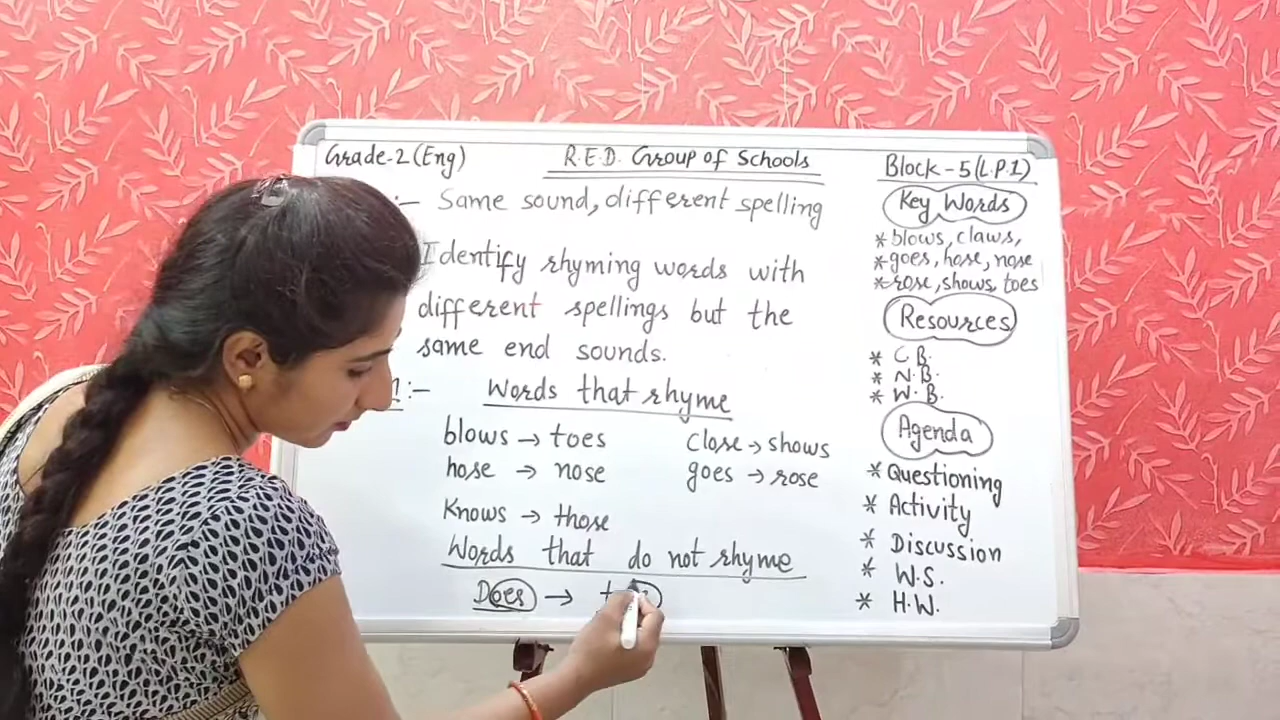 Grade-2 (Eng)
R.E.D. Group of Schools
Block - 5 (L.P.1)
:- Same sound, different spelling
Identify rhyming words with
different spellings but the
same end sounds.
1:- Words that rhyme
blows → toes
close → shows
hose → nose
goes → rose
Knows → those
Words that do not rhyme
Does →
Key Words
* blows, claws,
* goes, hose, nose
* rose, shows, toes
Resources
* C.B.
* N.B.
* W.B.
Agenda
* Questioning
* Activity
* Discussion
* W.S.
* H.W.